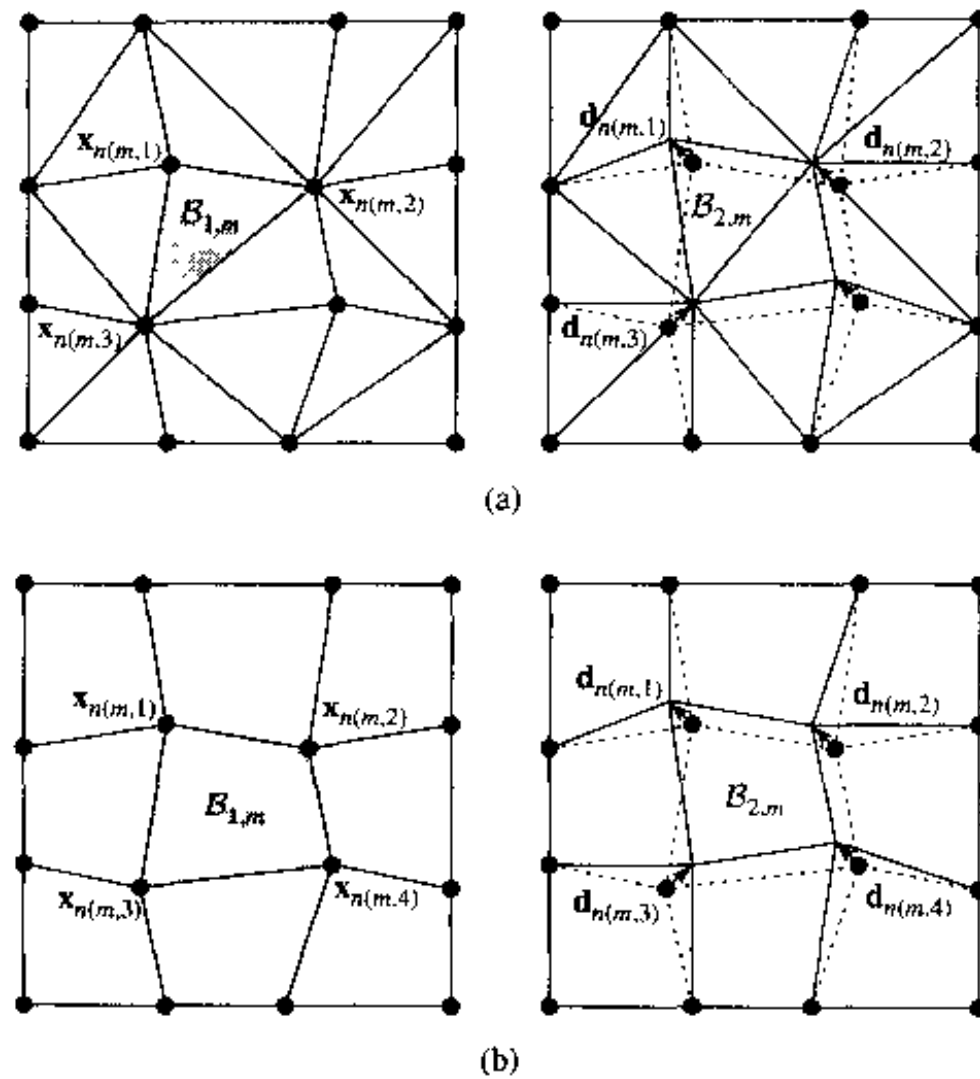 x_{n(m,1)}
B_{1,m}
x_{n(m,2)}
x_{n(m,3)}
d_{n(m,1)}
d_{n(m,2)}
B_{2,m}
d_{n(m,3)}
(a)
x_{n(m,1)}
x_{n(m,2)}
B_{1,m}
x_{n(m,3)}
x_{n(m,4)}
d_{n(m,1)}
d_{n(m,2)}
B_{2,m}
d_{n(m,3)}
d_{n(m,4)}
(b)